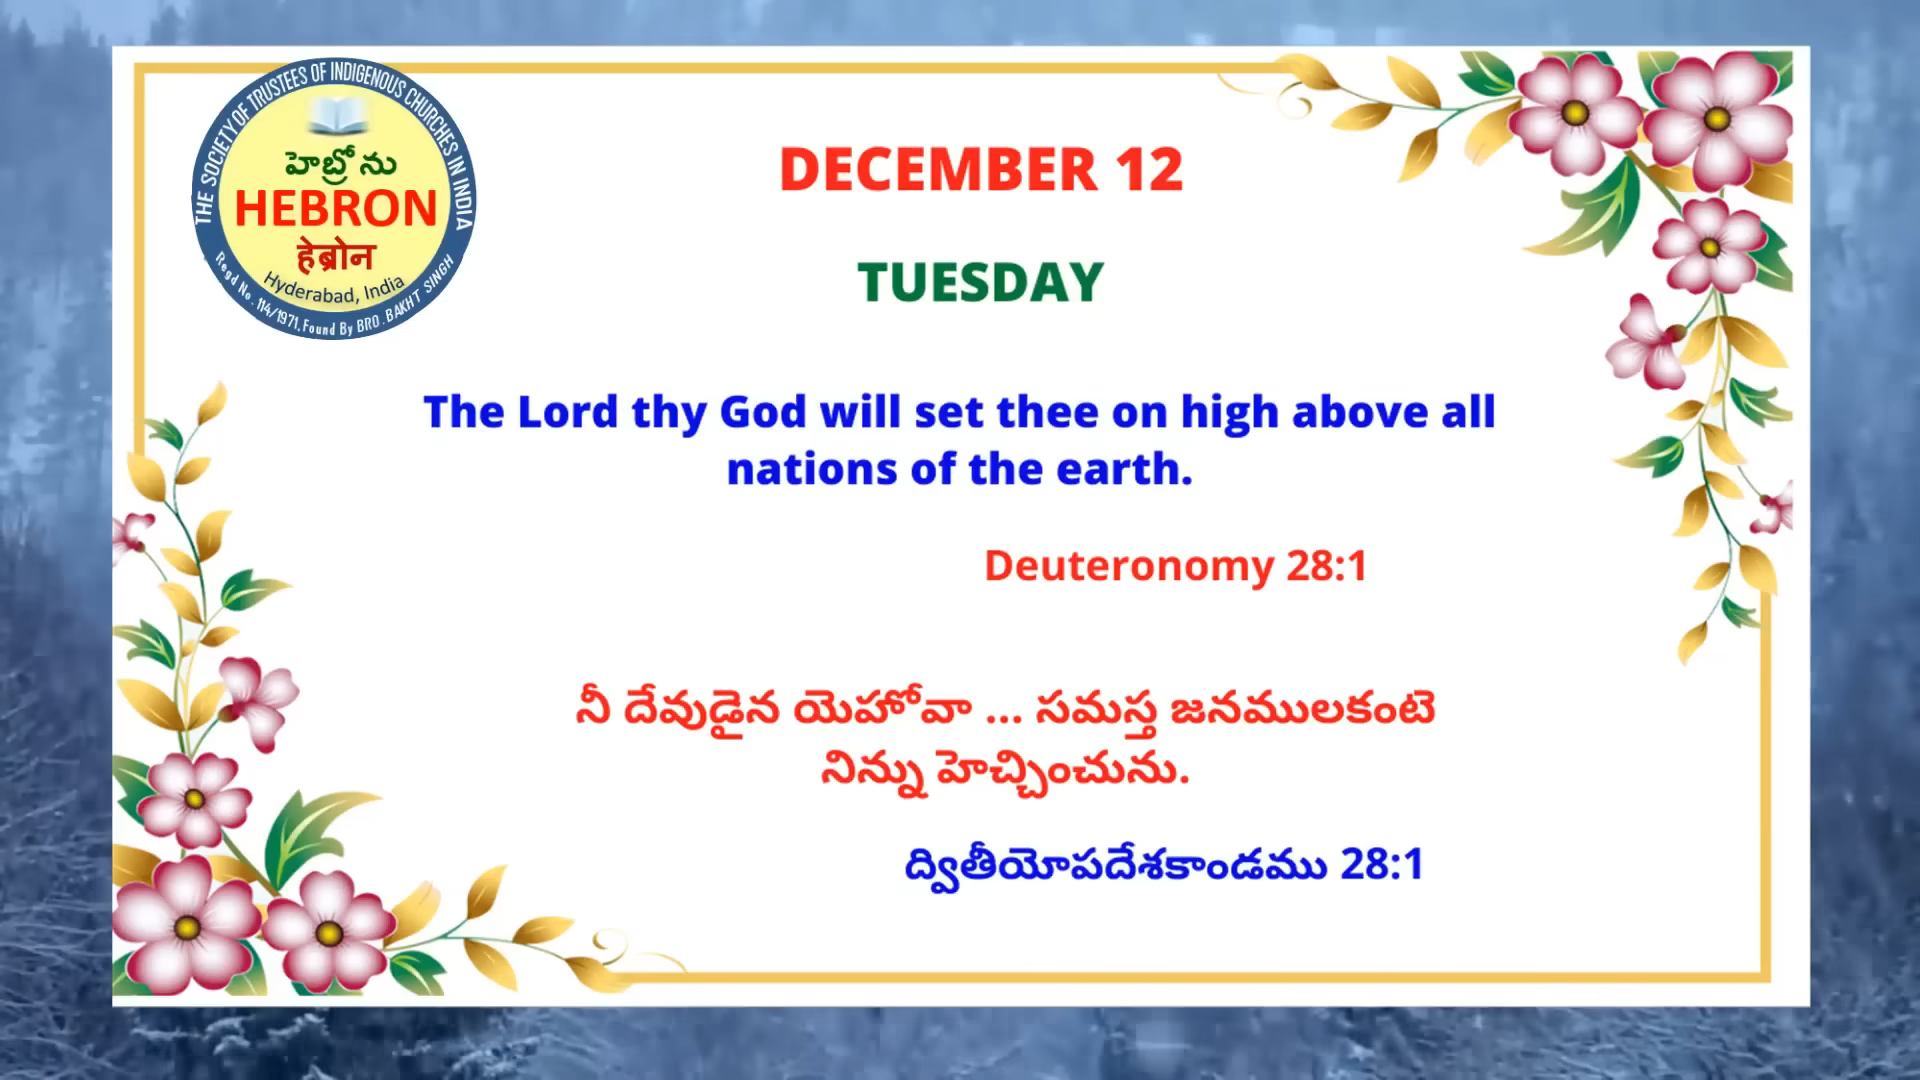 THE SOCIETY OF TRUSTEES OF INDIGENOUS CHURCHES IN INDIA
హెబ్రోను
HEBRON
हेब्रोन
Hyderabad, India
Regd No. 114/1971, Found By BRO. BAKHT SINGH
DECEMBER 12
TUESDAY
The Lord thy God will set thee on high above all
nations of the earth.
Deuteronomy 28:1
నీ దేవుడైన యెహోవా ... సమస్త జనములకంటె
నిన్ను హెచ్చించును.
ద్వితీయోపదేశకాండము 28:1